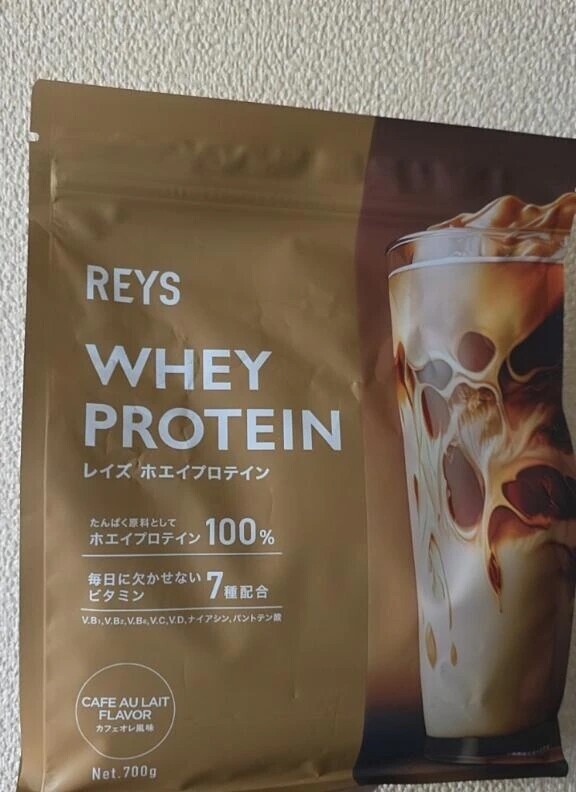 REYS
WHEY
PROTEIN
レイズ ホエイプロテイン
たんぱく原料として
ホエイプロテイン 100%
毎日に欠かせない
ビタミン 7種配合
V.B₁,V.B₂,V.B₆,V.C,V.D,ナイアシン,パントテン酸
CAFE AU LAIT
FLAVOR
カフェオレ風味
Net.700g